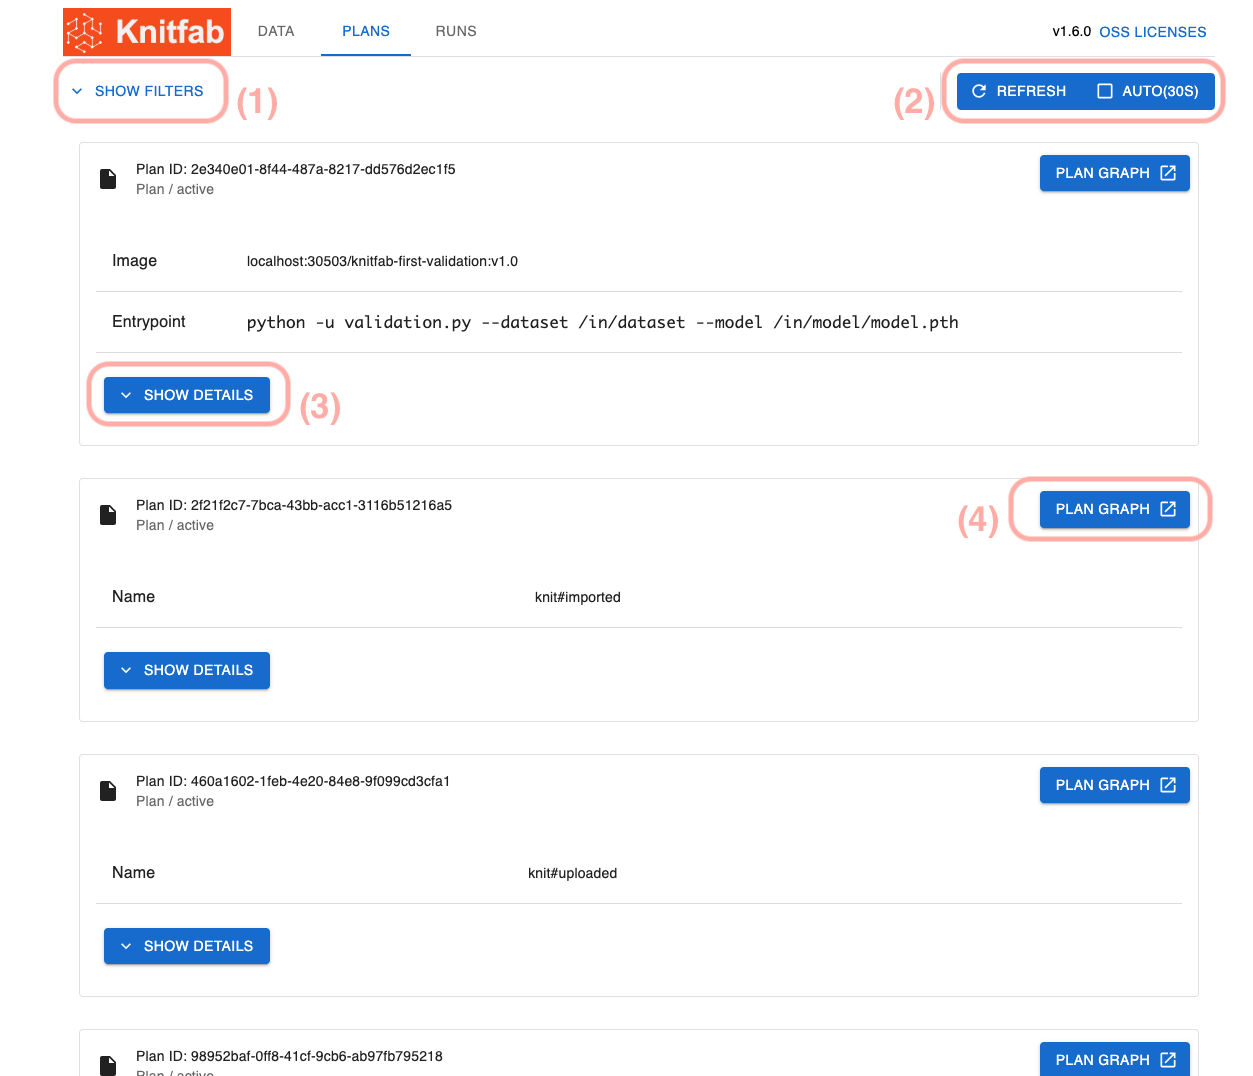 Knitfab DATA PLANS RUNS v1.6.0 OSS LICENSES
SHOW FILTERS (1) (2) REFRESH AUTO(30S)
Plan ID: 2e340e01-8f44-487a-8217-dd576d2ec1f5 PLAN GRAPH
Plan / active
Image localhost:30503/knitfab-first-validation:v1.0
Entrypoint python -u validation.py --dataset /in/dataset --model /in/model/model.pth
SHOW DETAILS (3)
Plan ID: 2f21f2c7-7bca-43bb-acc1-3116b51216a5 (4) PLAN GRAPH
Plan / active
Name knit#imported
SHOW DETAILS
Plan ID: 460a1602-1feb-4e20-84e8-9f099cd3cfa1 PLAN GRAPH
Plan / active
Name knit#uploaded
SHOW DETAILS
Plan ID: 98952baf-0ff8-41cf-9cb6-ab97fb795218 PLAN GRAPH
Plan / active